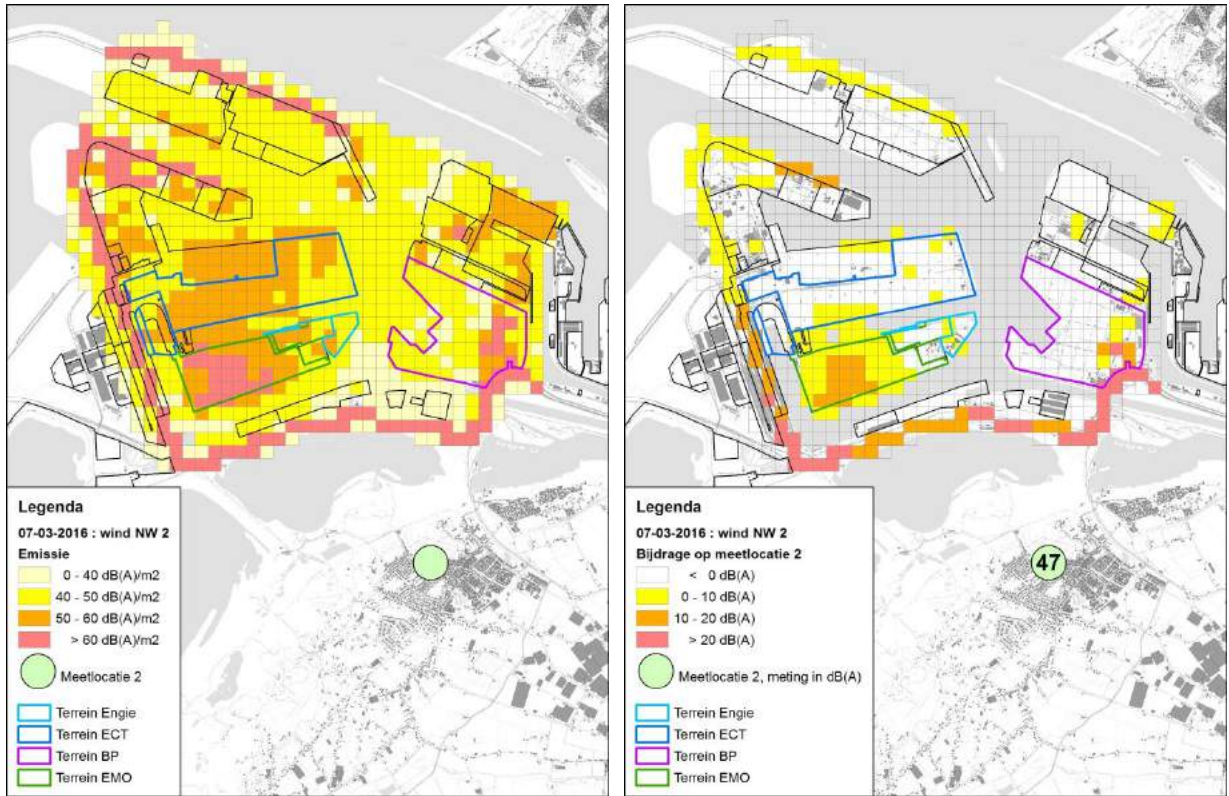 Legenda
07-03-2016 : wind NW 2
Emissie
0 - 40 dB(A)/m2
40 - 50 dB(A)/m2
50 - 60 dB(A)/m2
> 60 dB(A)/m2
Meetlocatie 2
Terrein Engie
Terrein ECT
Terrein BP
Terrein EMO
47
Legenda
07-03-2016 : wind NW 2
Bijdrage op meetlocatie 2
< 0 dB(A)
0 - 10 dB(A)
10 - 20 dB(A)
> 20 dB(A)
Meetlocatie 2, meting in dB(A)
Terrein Engie
Terrein ECT
Terrein BP
Terrein EMO